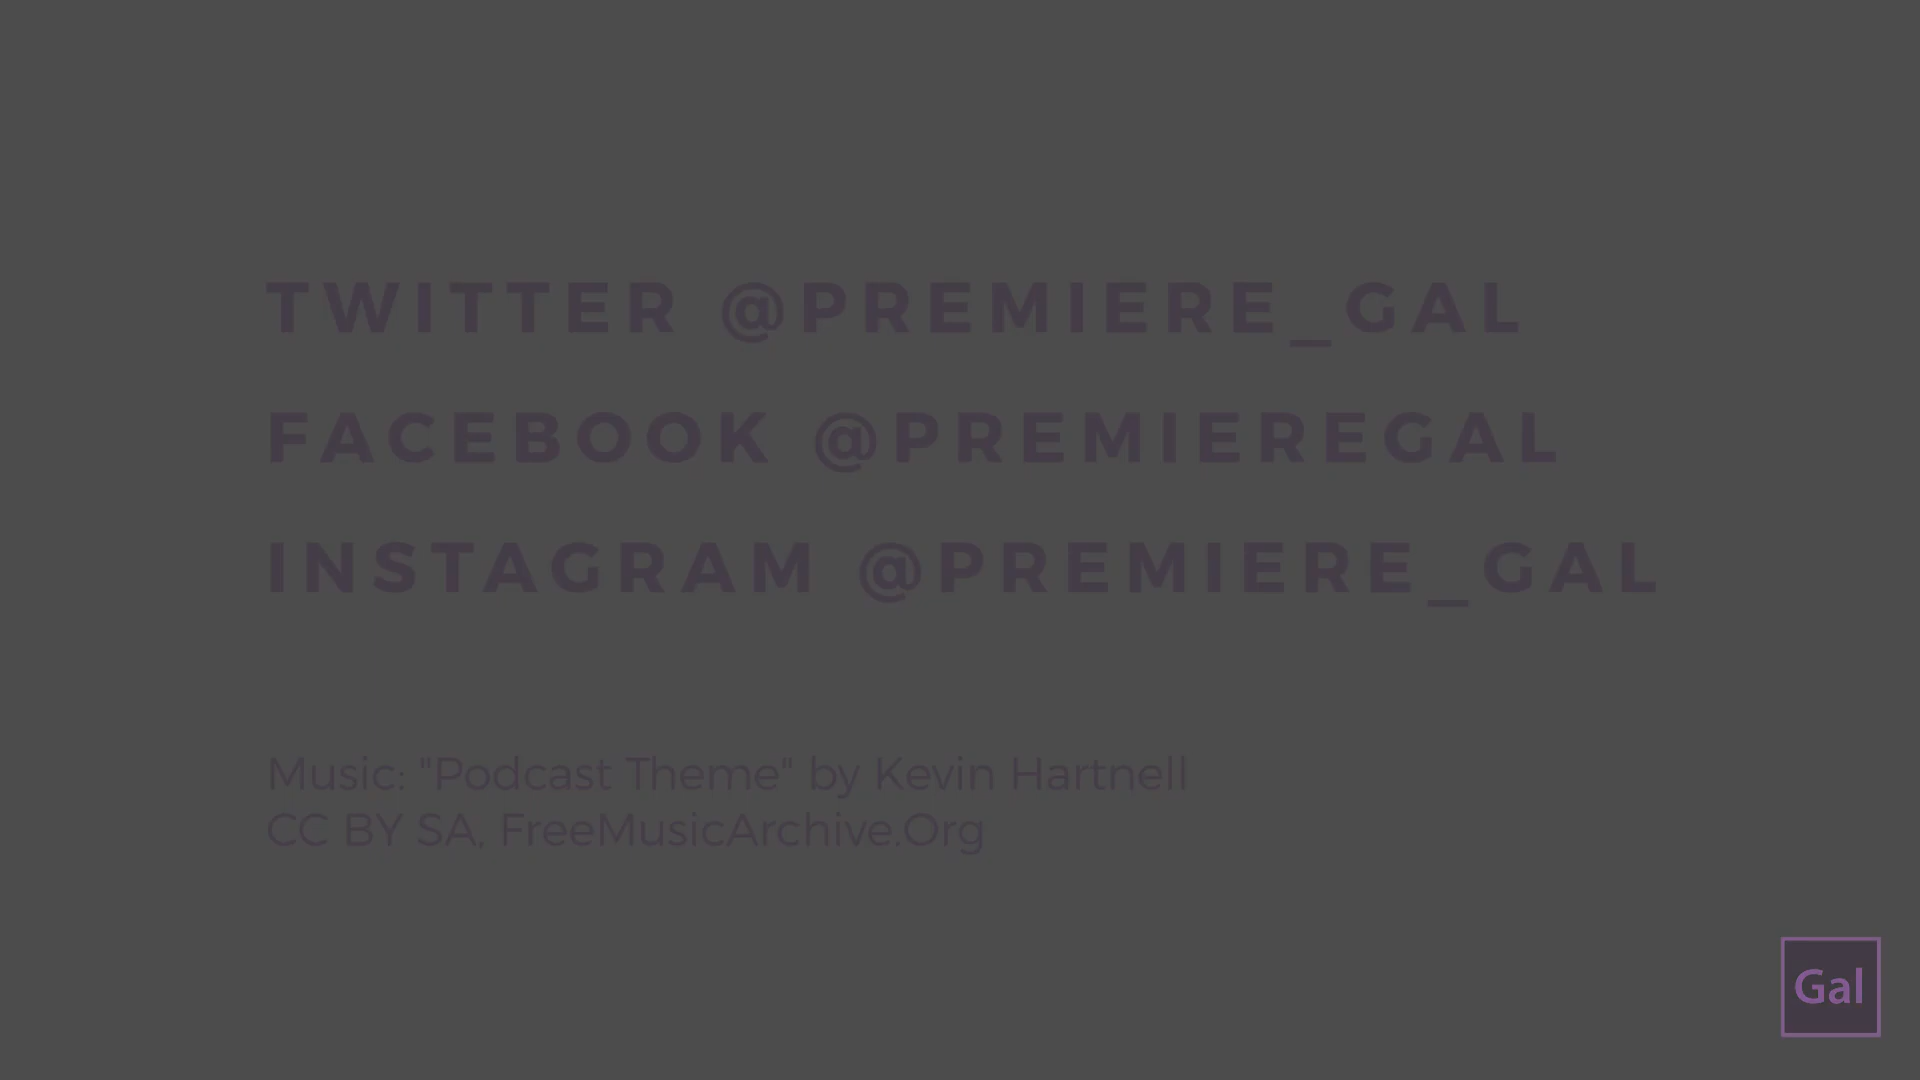 TWITTER @PREMIERE_GAL
FACEBOOK @PREMIEREGAL
INSTAGRAM @PREMIERE_GAL
Music: "Podcast Theme" by Kevin Hartnell
CC BY SA, FreeMusicArchive.Org
Gal